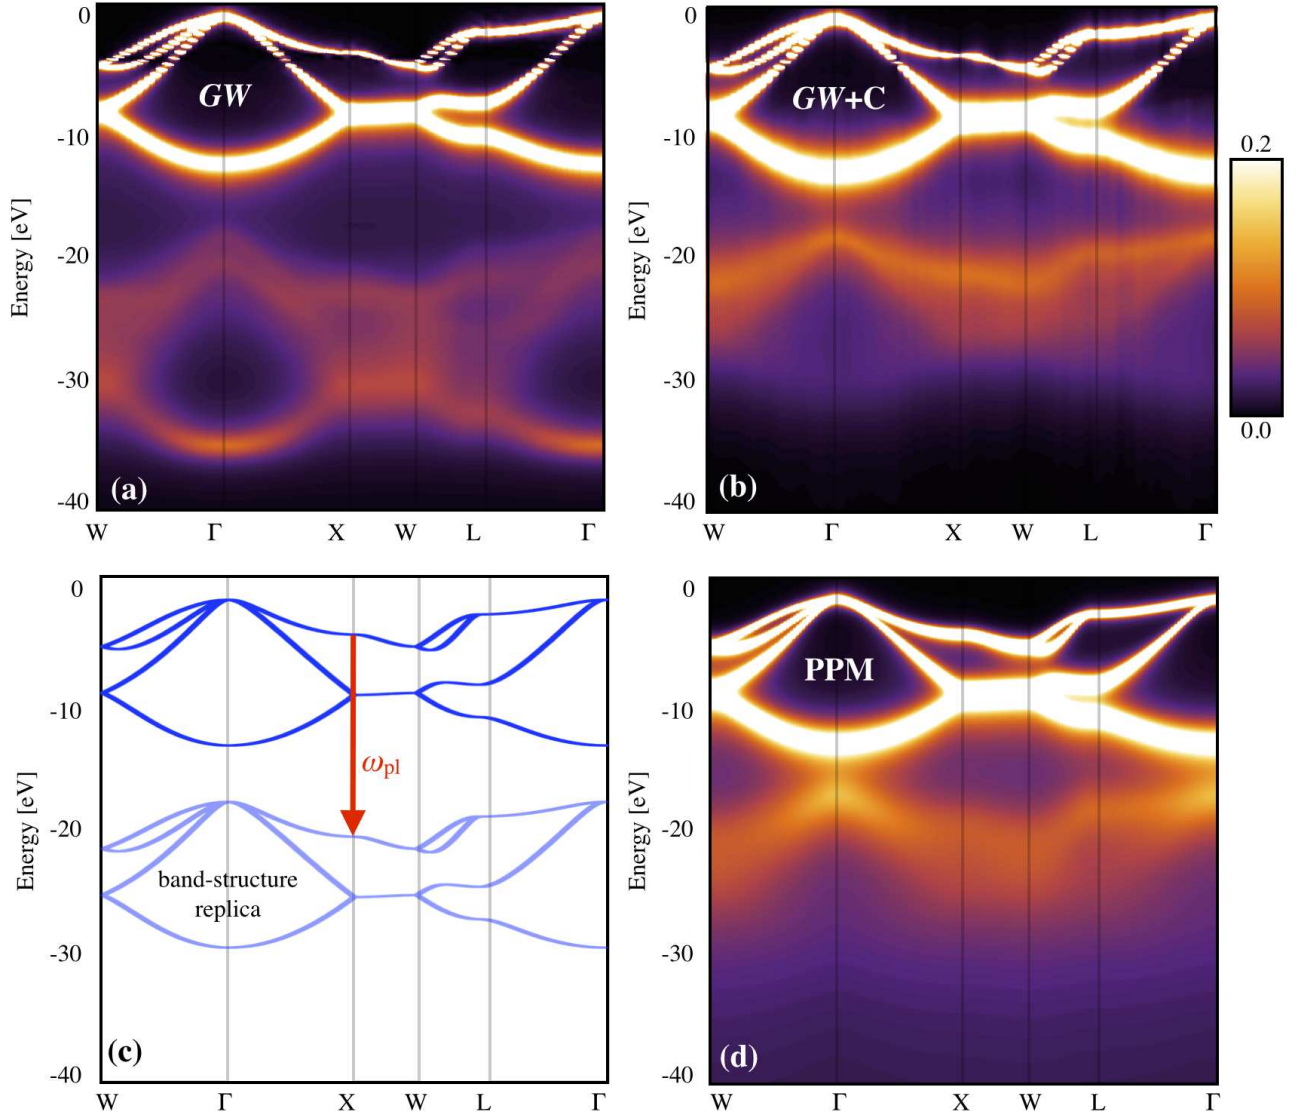 0
-10
-20
-30
-40
Energy [eV]
GW
(a)
W Γ X W L Γ
0
-10
-20
-30
-40
Energy [eV]
GW+C
(b)
W Γ X W L Γ
0.2
0.0
0
-10
-20
-30
-40
Energy [eV]
ωpl
band-structure
replica
(c)
W Γ X W L Γ
0
-10
-20
-30
-40
Energy [eV]
PPM
(d)
W Γ X W L Γ